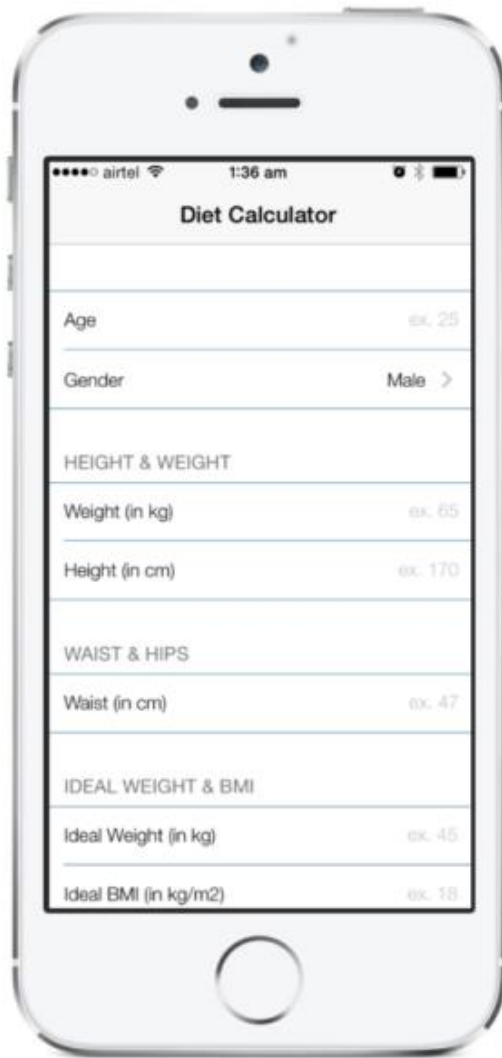 airtel 1:36 am
Diet Calculator
Age ex. 25
Gender Male
HEIGHT & WEIGHT
Weight (in kg) ex. 65
Height (in cm) ex. 170
WAIST & HIPS
Waist (in cm) ex. 47
IDEAL WEIGHT & BMI
Ideal Weight (in kg) ex. 45
Ideal BMI (in kg/m2) ex. 18